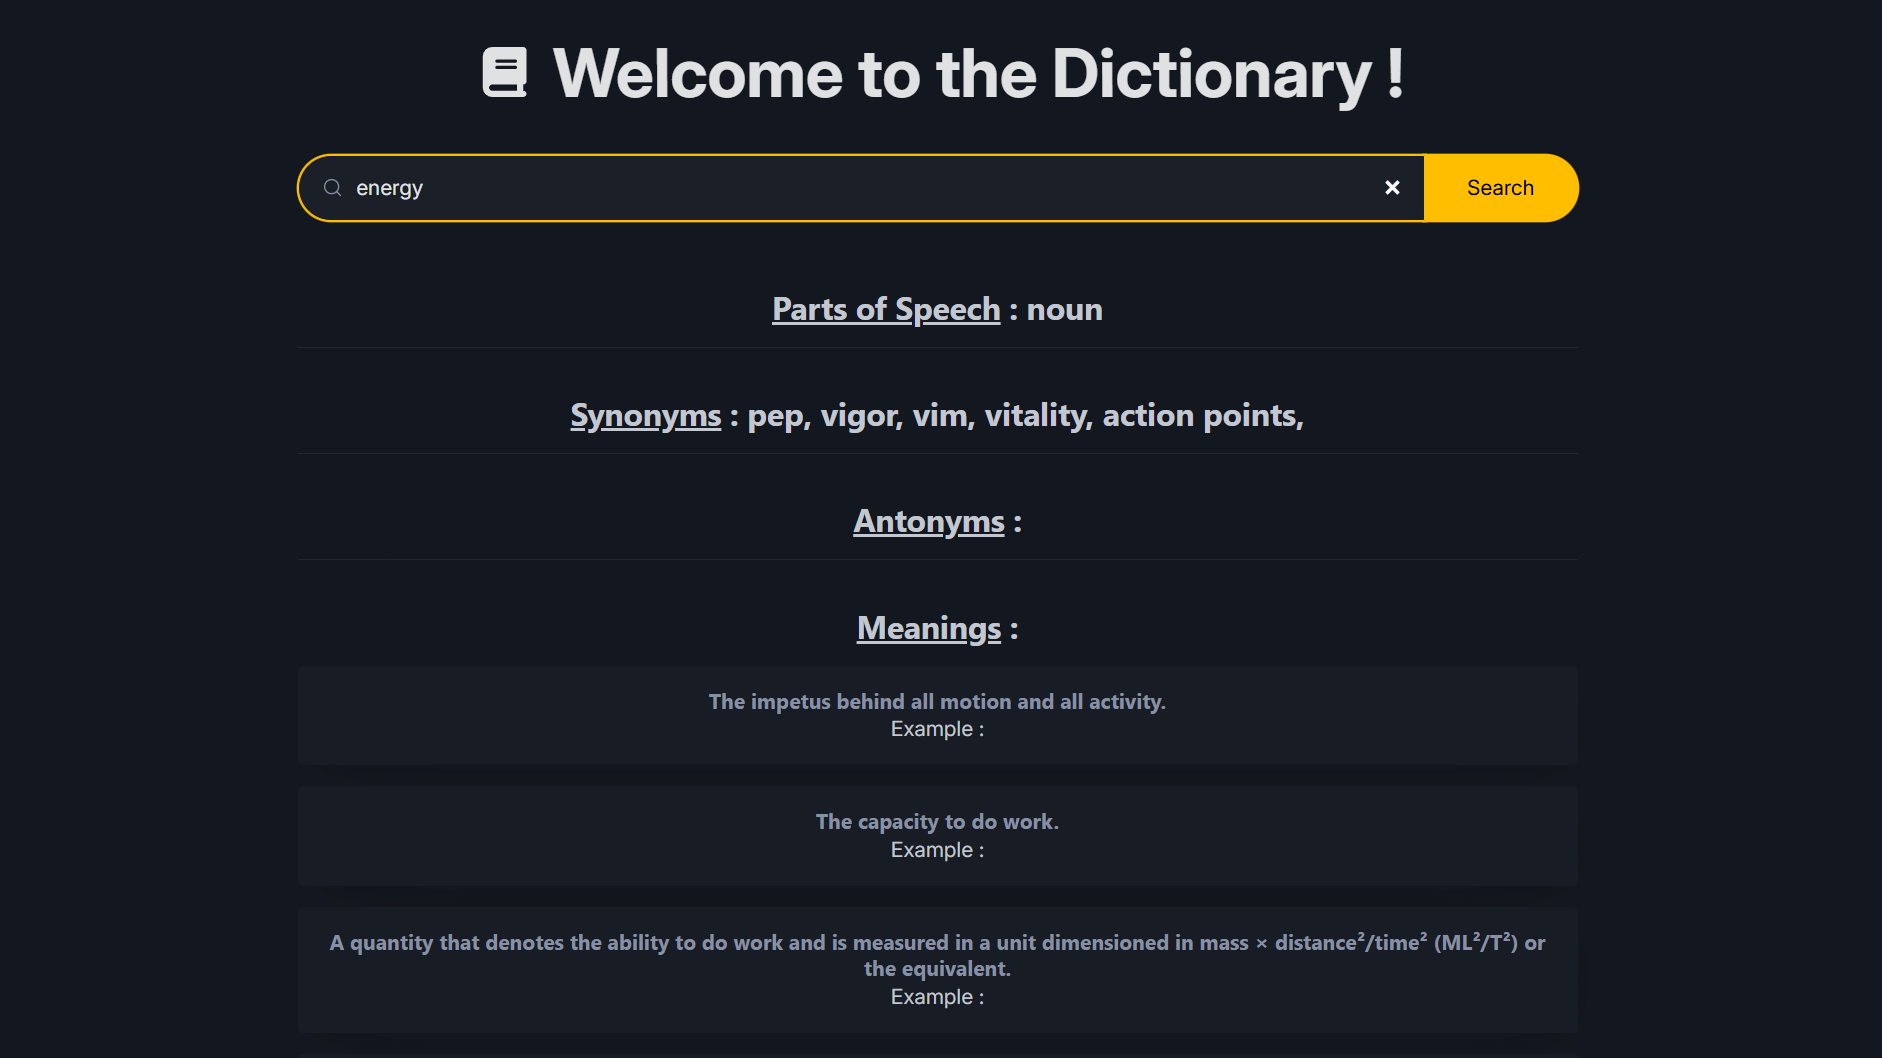 Welcome to the Dictionary !
energy
Search
Parts of Speech : noun
Synonyms : pep, vigor, vim, vitality, action points,
Antonyms :
Meanings :
The impetus behind all motion and all activity.
Example :
The capacity to do work.
Example :
A quantity that denotes the ability to do work and is measured in a unit dimensioned in mass × distance²/time² (ML²/T²) or
the equivalent.
Example :